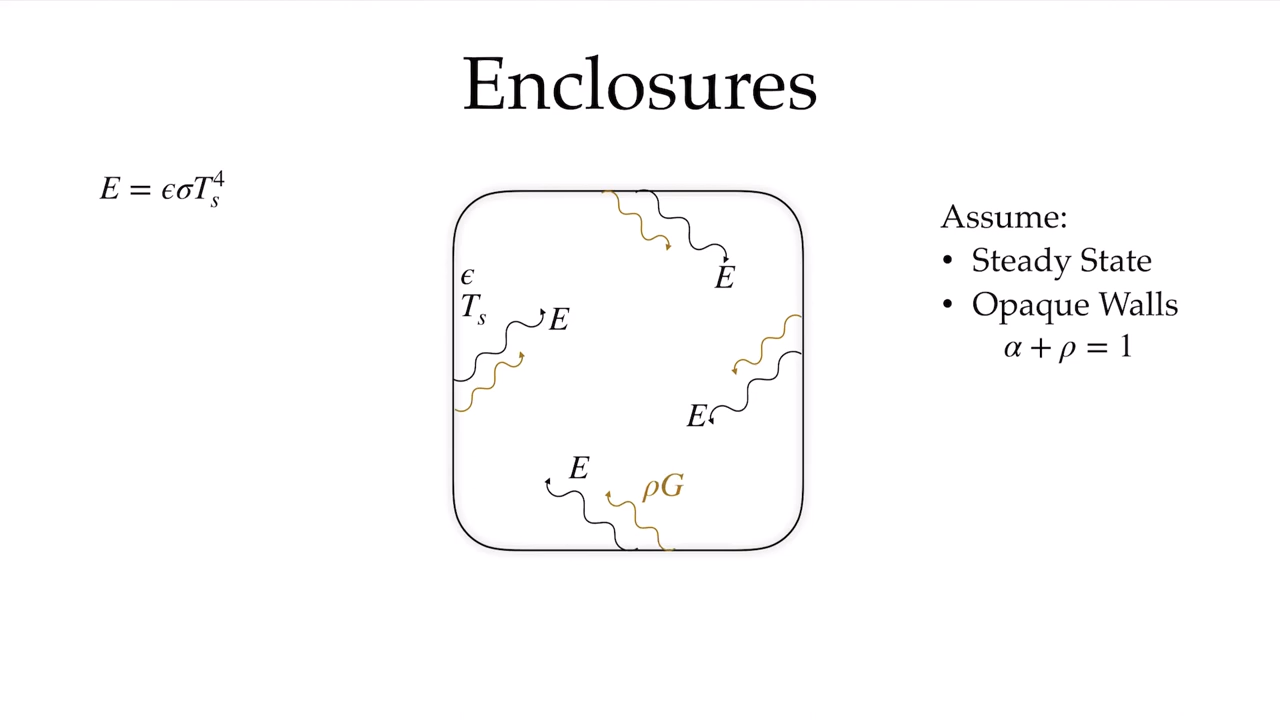 Enclosures
E = ϵσT_s^4
Assume:
• Steady State
• Opaque Walls
α + ρ = 1
ϵ
T_s
E
E
E
E
ρG